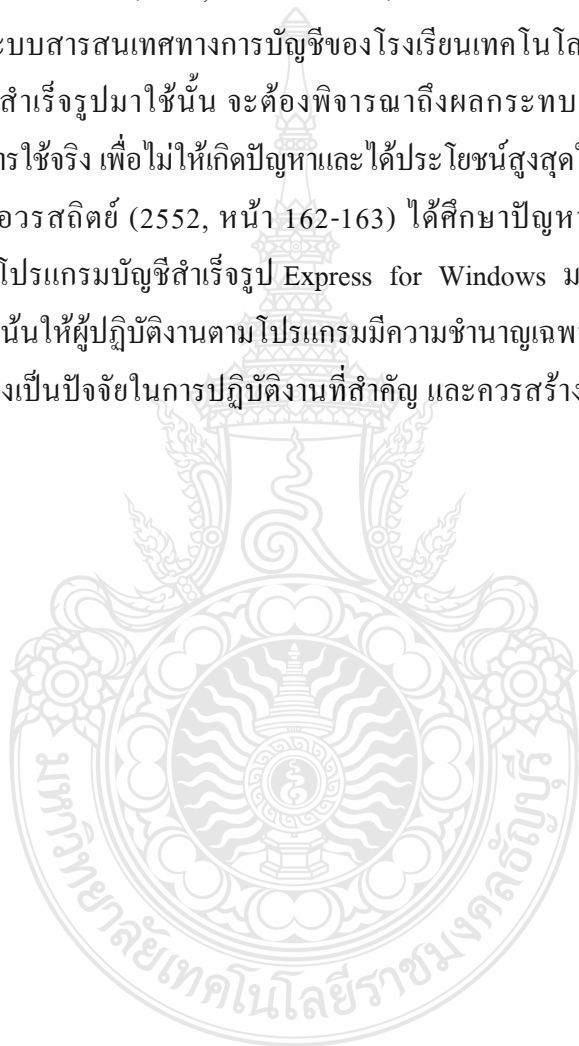 ะบบสารสนเทศทางการบัญชีของโรงเรียนเทคโนโล
สำเร็จรูปมาใช้นั้น จะต้องพิจารณาถึงผลกระทบ
ารใช้จริง เพื่อไม่ให้เกิดปัญหาและได้ประโยชน์สูงสุดใ
อวรสถิตย์ (2552, หน้า 162-163) ได้ศึกษาปัญหา
โปรแกรมบัญชีสำเร็จรูป Express for Windows ม
น้นให้ผู้ปฏิบัติงานตามโปรแกรมมีความชำนาญเฉพา
งเป็นปัจจัยในการปฏิบัติงานที่สำคัญ และควรสร้าง
มหาวิทยาลัยเทคโนโลยีราชมงคลธัญบุรี